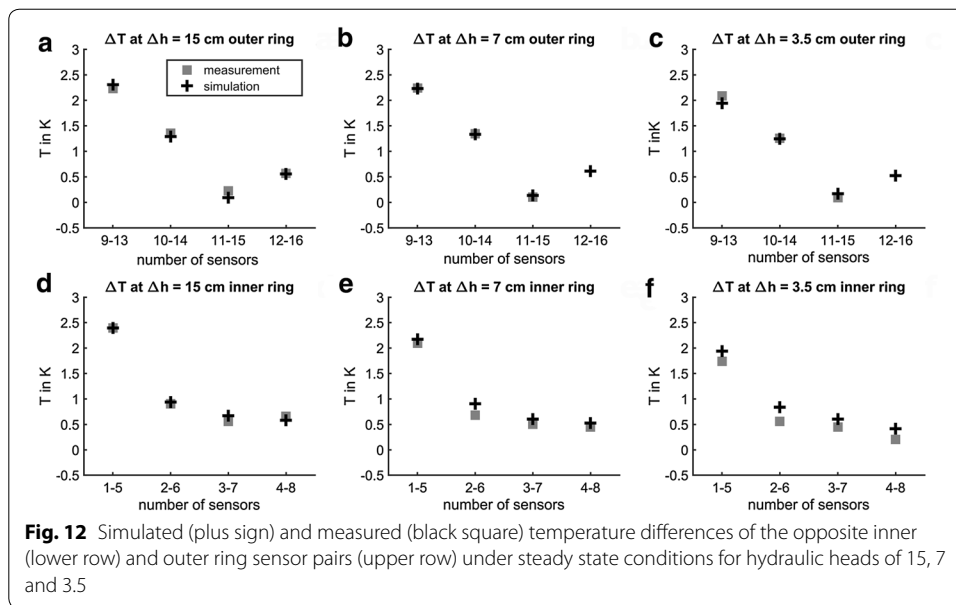 a
ΔT at Δh = 15 cm outer ring
measurement
simulation
3
2.5
2
1.5
1
0.5
0
-0.5
T in K
9-13 10-14 11-15 12-16
number of sensors
b
ΔT at Δh = 7 cm outer ring
3
2.5
2
1.5
1
0.5
0
-0.5
T in K
9-13 10-14 11-15 12-16
number of sensors
c
ΔT at Δh = 3.5 cm outer ring
3
2.5
2
1.5
1
0.5
0
-0.5
T inK
9-13 10-14 11-15 12-16
number of sensors
d
ΔT at Δh = 15 cm inner ring
3
2.5
2
1.5
1
0.5
0
-0.5
T in K
1-5 2-6 3-7 4-8
number of sensors
e
ΔT at Δh = 7 cm inner ring
3
2.5
2
1.5
1
0.5
0
-0.5
T in K
1-5 2-6 3-7 4-8
number of sensors
f
ΔT at Δh = 3.5 cm inner ring
3
2.5
2
1.5
1
0.5
0
-0.5
T in K
1-5 2-6 3-7 4-8
number of sensors
Fig. 12 Simulated (plus sign) and measured (black square) temperature differences of the opposite inner
(lower row) and outer ring sensor pairs (upper row) under steady state conditions for hydraulic heads of 15, 7
and 3.5